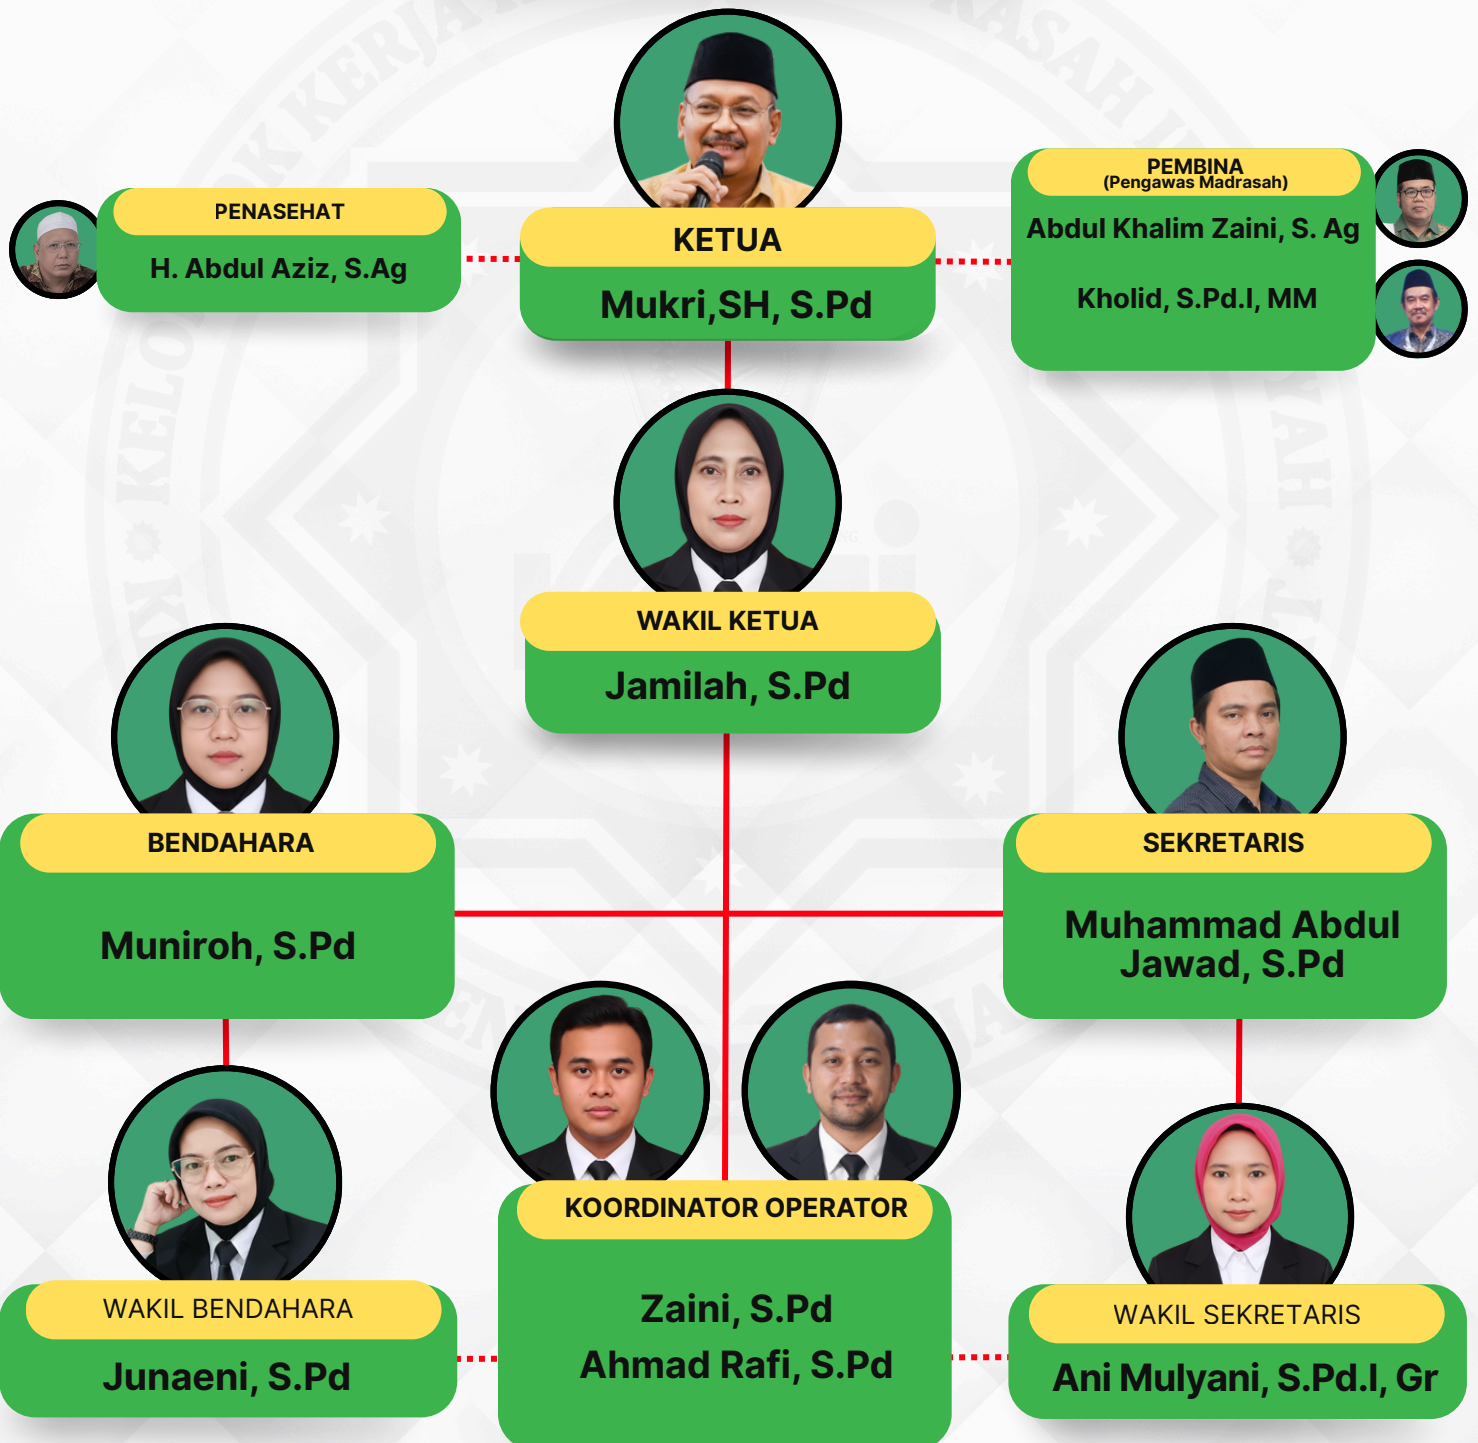 KETUA
Mukri,SH, S.Pd
PENASEHAT
H. Abdul Aziz, S.Ag
PEMBINA
(Pengawas Madrasah)
Abdul Khalim Zaini, S. Ag
Kholid, S.Pd.I, MM
WAKIL KETUA
Jamilah, S.Pd
BENDAHARA
Muniroh, S.Pd
SEKRETARIS
Muhammad Abdul
Jawad, S.Pd
KOORDINATOR OPERATOR
Zaini, S.Pd
Ahmad Rafi, S.Pd
WAKIL BENDAHARA
Junaeni, S.Pd
WAKIL SEKRETARIS
Ani Mulyani, S.Pd.I, Gr